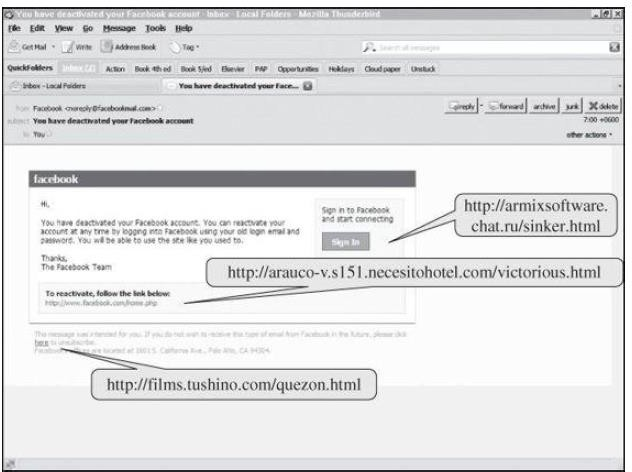 You have deactivated your Facebook account - Inbox - Local Folders - Mozilla Thunderbird
File Edit View Go Message Tools Help
Get Mail Write Address Book Tag
Search all messages
QuickFolders Inbox Action Book 4th ed Book 5/ed Elsevier PAP Opportunities Holidays Cloud paper Unstuck
Inbox - Local Folders You have deactivated your Face...
from Facebook <noreply@facebookmail.com> reply forward archive junk delete
subject You have deactivated your Facebook account 7:00 +0600
to You other actions
facebook
Hi,
You have deactivated your Facebook account. You can reactivate your
account at any time by logging into Facebook using your old login email and
password. You will be able to use the site like you used to.
Thanks,
The Facebook Team
Sign in to Facebook
and start connecting
Sign In
http://armixsoftware.
chat.ru/sinker.html
http://arauco-v.s151.necesitohotel.com/victorious.html
To reactivate, follow the link below:
http://www.facebook.com/home.php
This message was intended for you. If you do not wish to receive this type of email from Facebook in the future, please click
here to unsubscribe.
Facebook's offices are located at 1601 S. California Ave., Palo Alto, CA 94304.
http://films.tushino.com/quezon.html